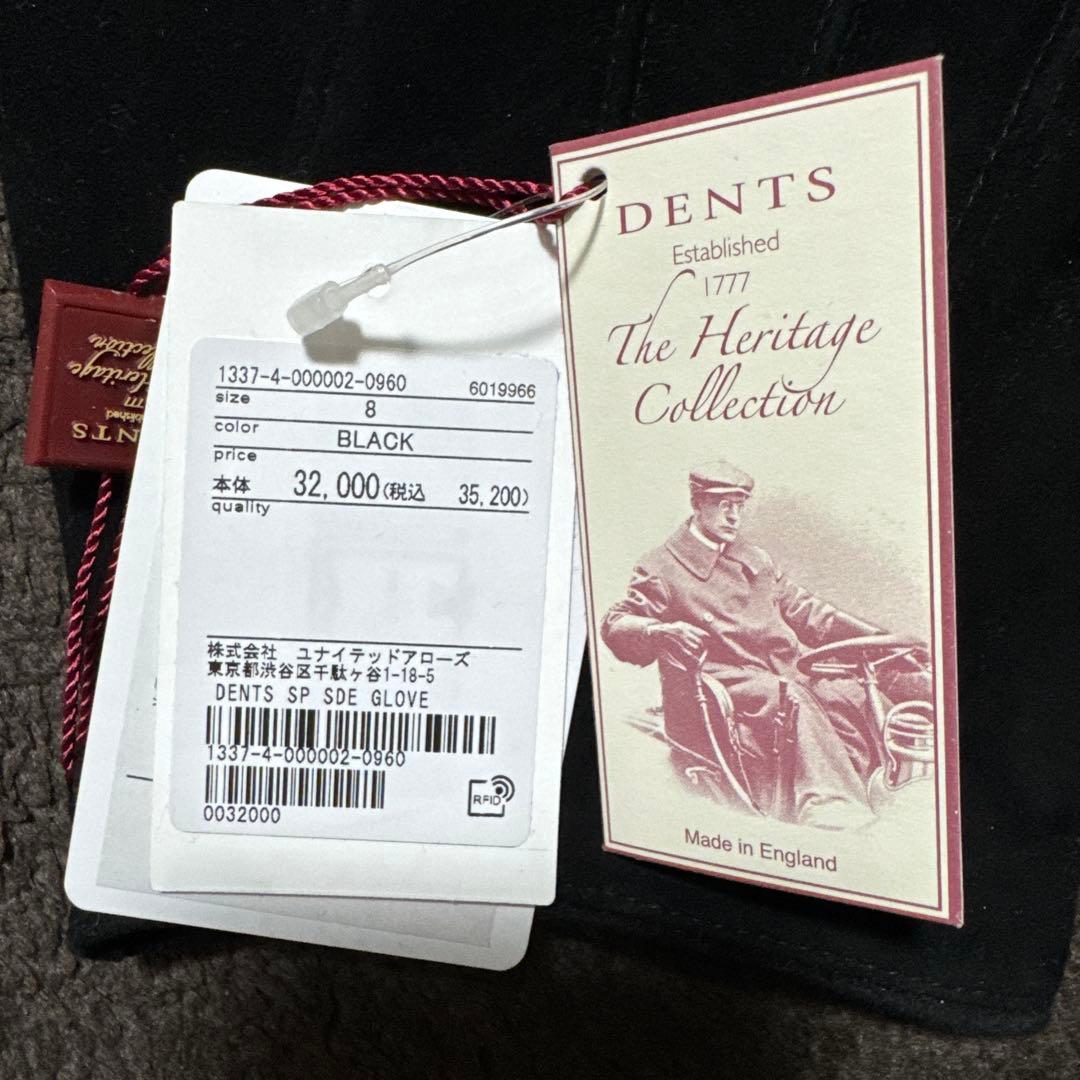 DENTS
Established
1777
The Heritage
Collection
Made in England
1337-4-000002-0960 6019966
size 8
color BLACK
price
本体 32,000(税込 35,200)
quality
株式会社 ユナイテッドアローズ
東京都渋谷区千駄ヶ谷1-18-5
DENTS SP SDE GLOVE
1337-4-000002-0960
0032000
RFID